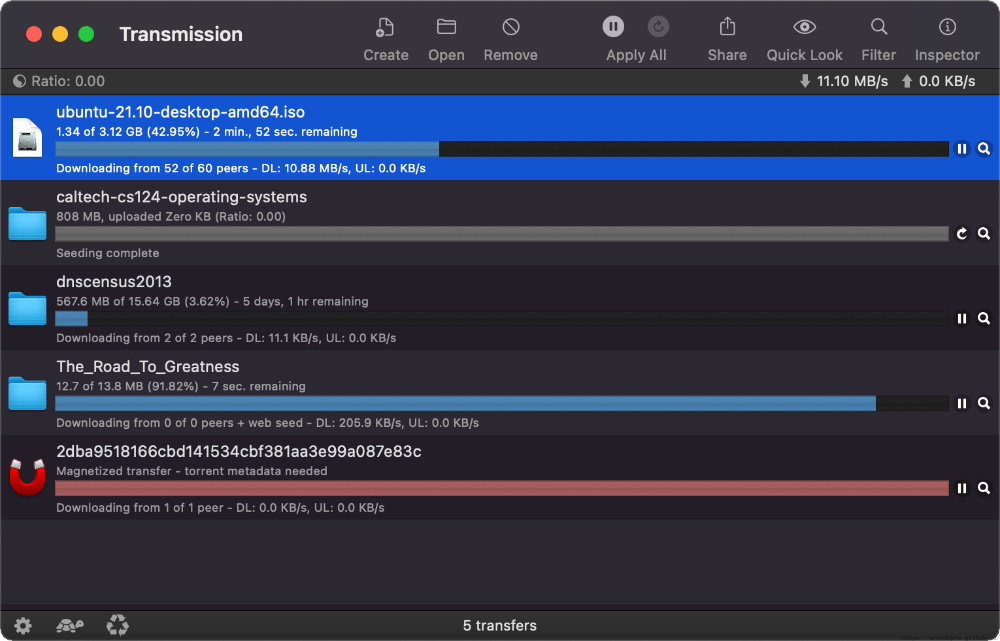 Transmission
Create Open Remove Apply All Share Quick Look Filter Inspector
Ratio: 0.00
11.10 MB/s 0.0 KB/s
ubuntu-21.10-desktop-amd64.iso
1.34 of 3.12 GB (42.95%) - 2 min., 52 sec. remaining
Downloading from 52 of 60 peers - DL: 10.88 MB/s, UL: 0.0 KB/s
caltech-cs124-operating-systems
808 MB, uploaded Zero KB (Ratio: 0.00)
Seeding complete
dnscensus2013
567.6 MB of 15.64 GB (3.62%) - 5 days, 1 hr remaining
Downloading from 2 of 2 peers - DL: 11.1 KB/s, UL: 0.0 KB/s
The_Road_To_Greatness
12.7 of 13.8 MB (91.82%) - 7 sec. remaining
Downloading from 0 of 0 peers + web seed - DL: 205.9 KB/s, UL: 0.0 KB/s
2dba9518166cbd141534cbf381aa3e99a087e83c
Magnetized transfer - torrent metadata needed
Downloading from 1 of 1 peer - DL: 0.0 KB/s, UL: 0.0 KB/s
5 transfers